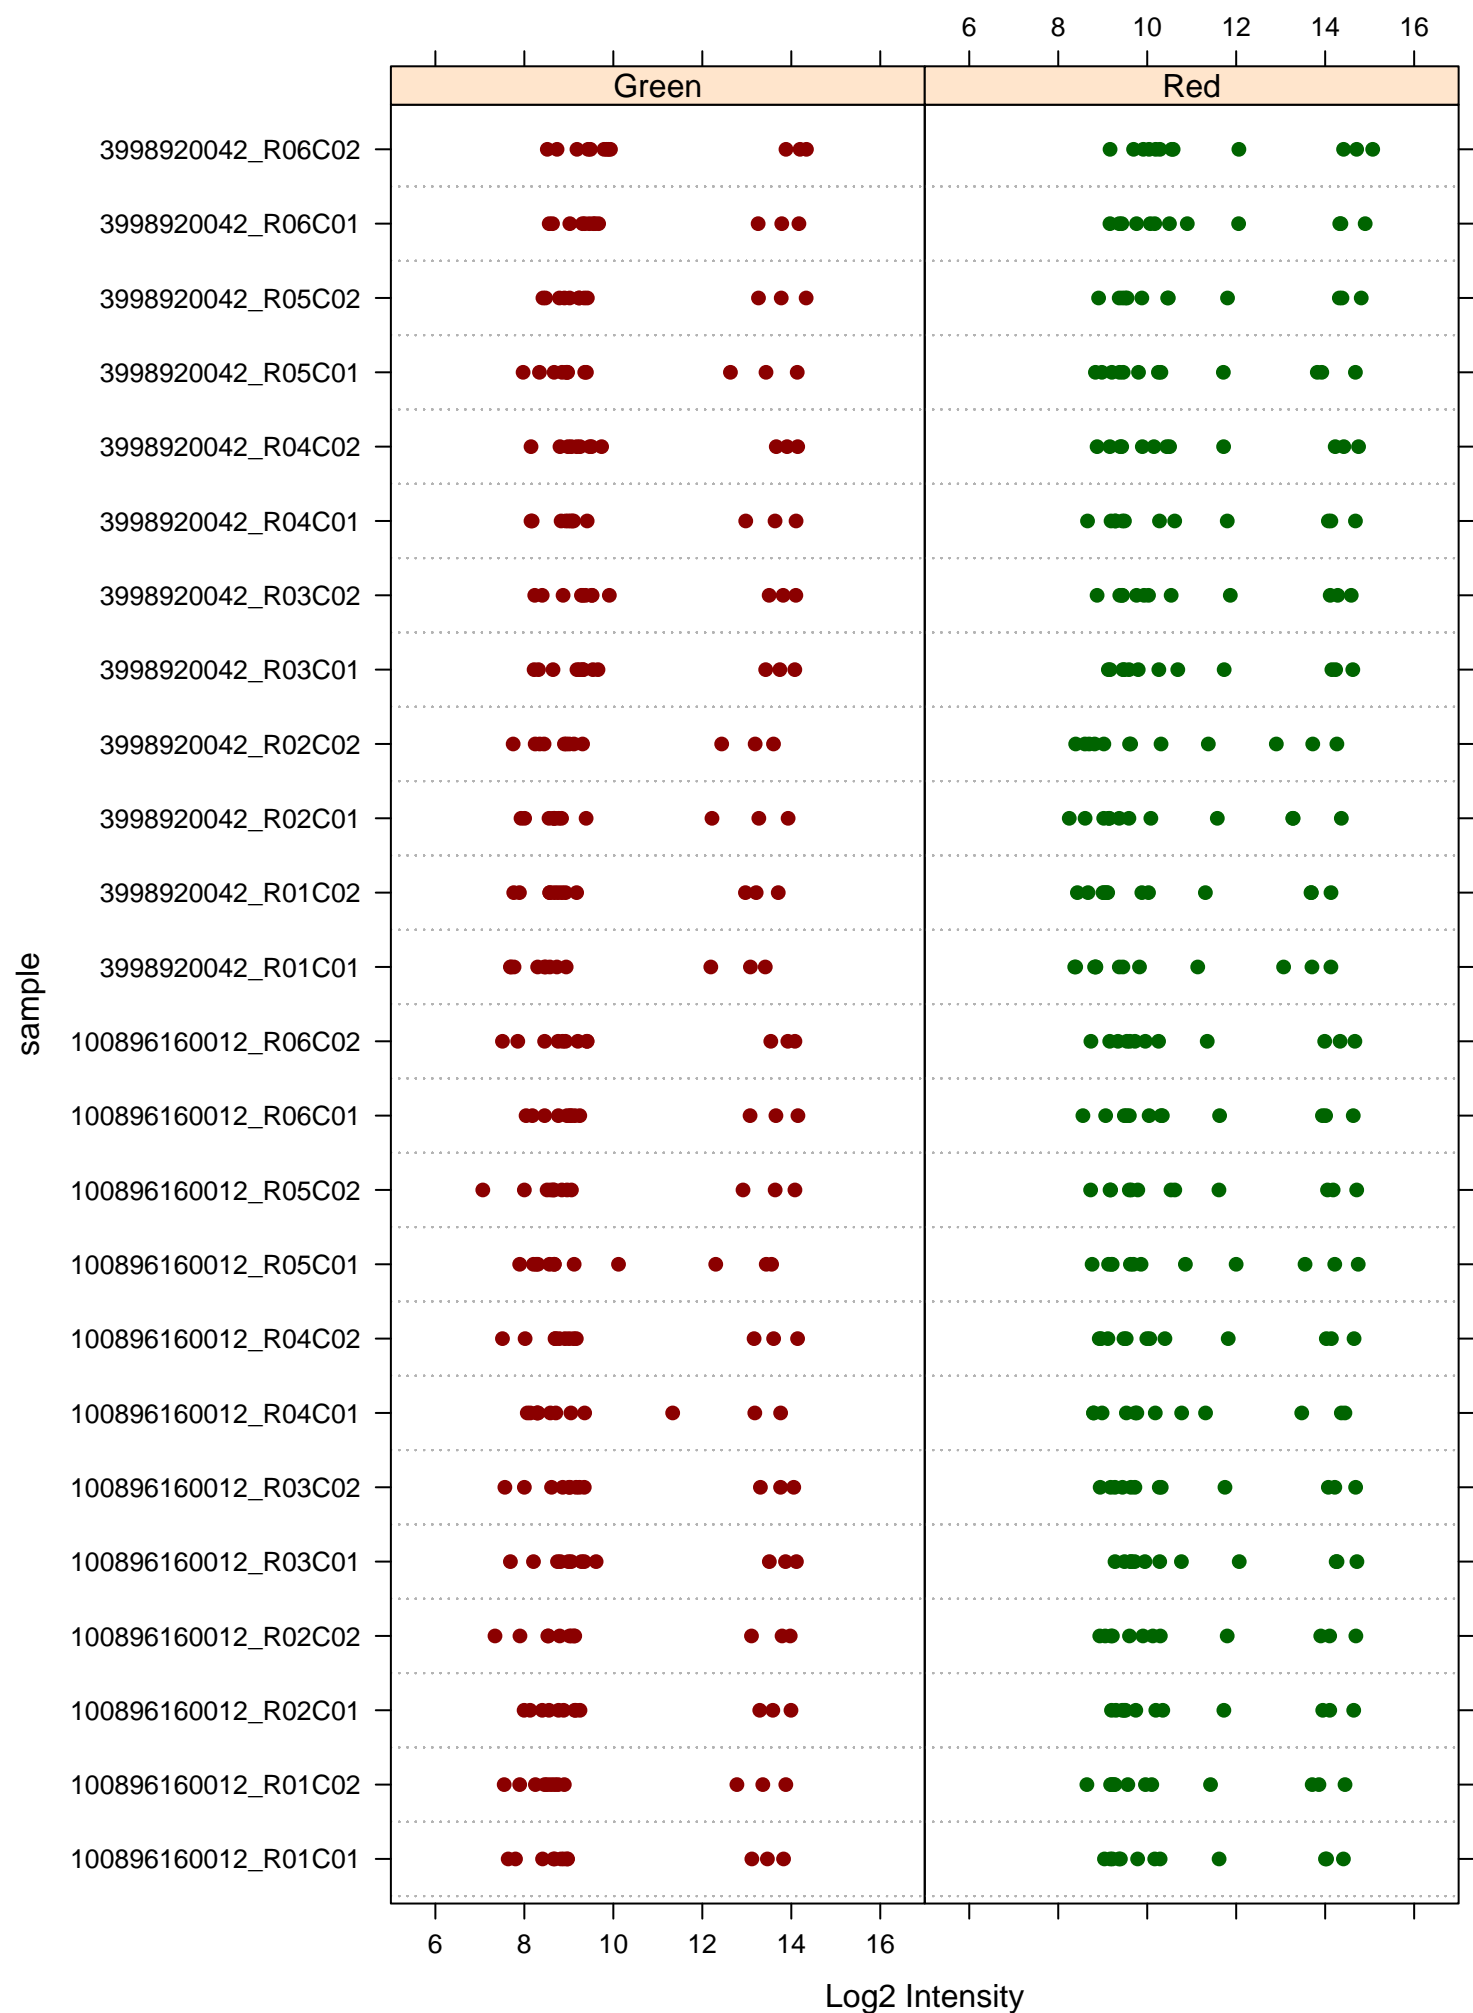 6 8 10 12 14 16
Green Red
3998920042_R06C02
3998920042_R06C01
3998920042_R05C02
3998920042_R05C01
3998920042_R04C02
3998920042_R04C01
3998920042_R03C02
3998920042_R03C01
3998920042_R02C02
3998920042_R02C01
3998920042_R01C02
3998920042_R01C01
sample
100896160012_R06C02
100896160012_R06C01
100896160012_R05C02
100896160012_R05C01
100896160012_R04C02
100896160012_R04C01
100896160012_R03C02
100896160012_R03C01
100896160012_R02C02
100896160012_R02C01
100896160012_R01C02
100896160012_R01C01
6 8 10 12 14 16
Log2 Intensity